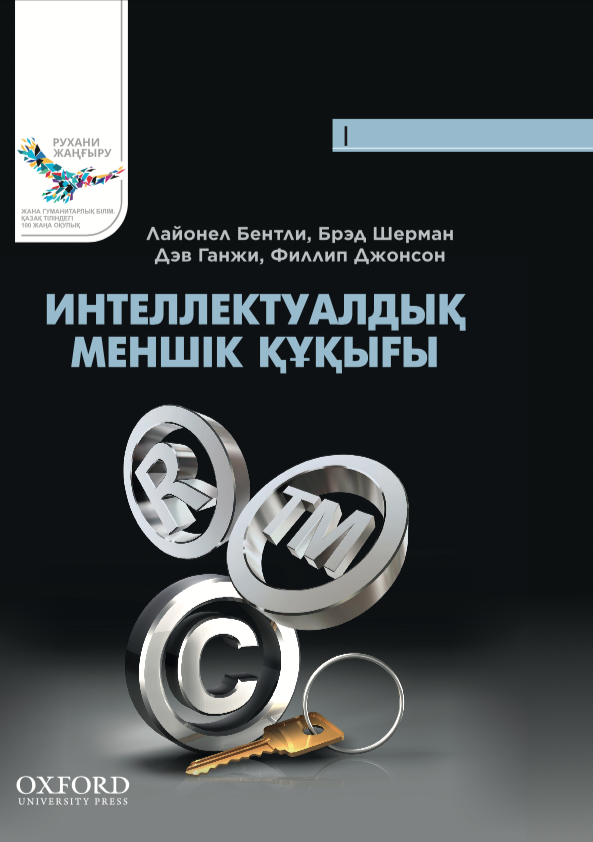 РУХАНИ
ЖАҢҒЫРУ
ЖАҢА ГУМАНИТАРЛЫҚ БІЛІМ.
ҚАЗАҚ ТІЛІНДЕГІ
100 ЖАҢА ОҚУЛЫҚ
I
Лайонел Бентли, Брэд Шерман
Дэв Ганжи, Филлип Джонсон
ИНТЕЛЛЕКТУАЛДЫҚ
МЕНШІК ҚҰҚЫҒЫ
R
TM
C
OXFORD
UNIVERSITY PRESS